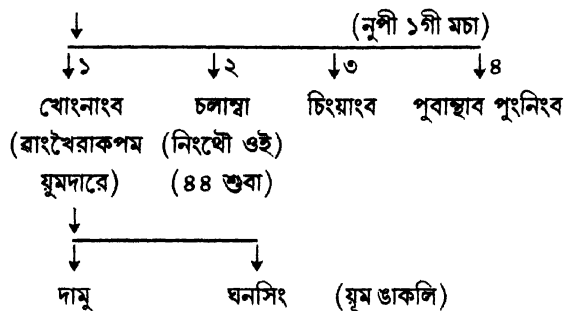 (নুপী ১গী মচা)
১ ২ ৩ ৪
খোংনাংব চলাম্বা চিংয়াংব পুবাম্থাব পুংনিংব
(ৱাংখৈরাকপম (নিংথৌ ওই)
য়ুমদারে) (৪৪ শুবা)
দামু ঘনসিং (য়ূম ঙাকলি)